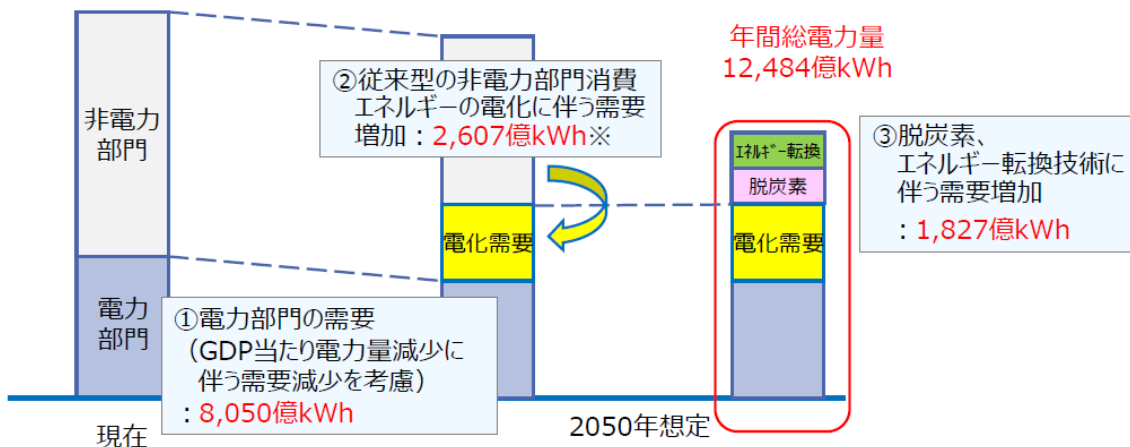 年間総電力量
12,484億kWh
②従来型の非電力部門消費
エネルギーの電化に伴う需要
増加：2,607億kWh※
非電力
部門
ｴﾈﾙｷﾞｰ転換
脱炭素
③脱炭素、
エネルギー転換技術に
伴う需要増加
：1,827億kWh
電化需要
電化需要
電力
部門
①電力部門の需要
（GDP当たり電力量減少に
伴う需要減少を考慮）
：8,050億kWh
現在
2050年想定